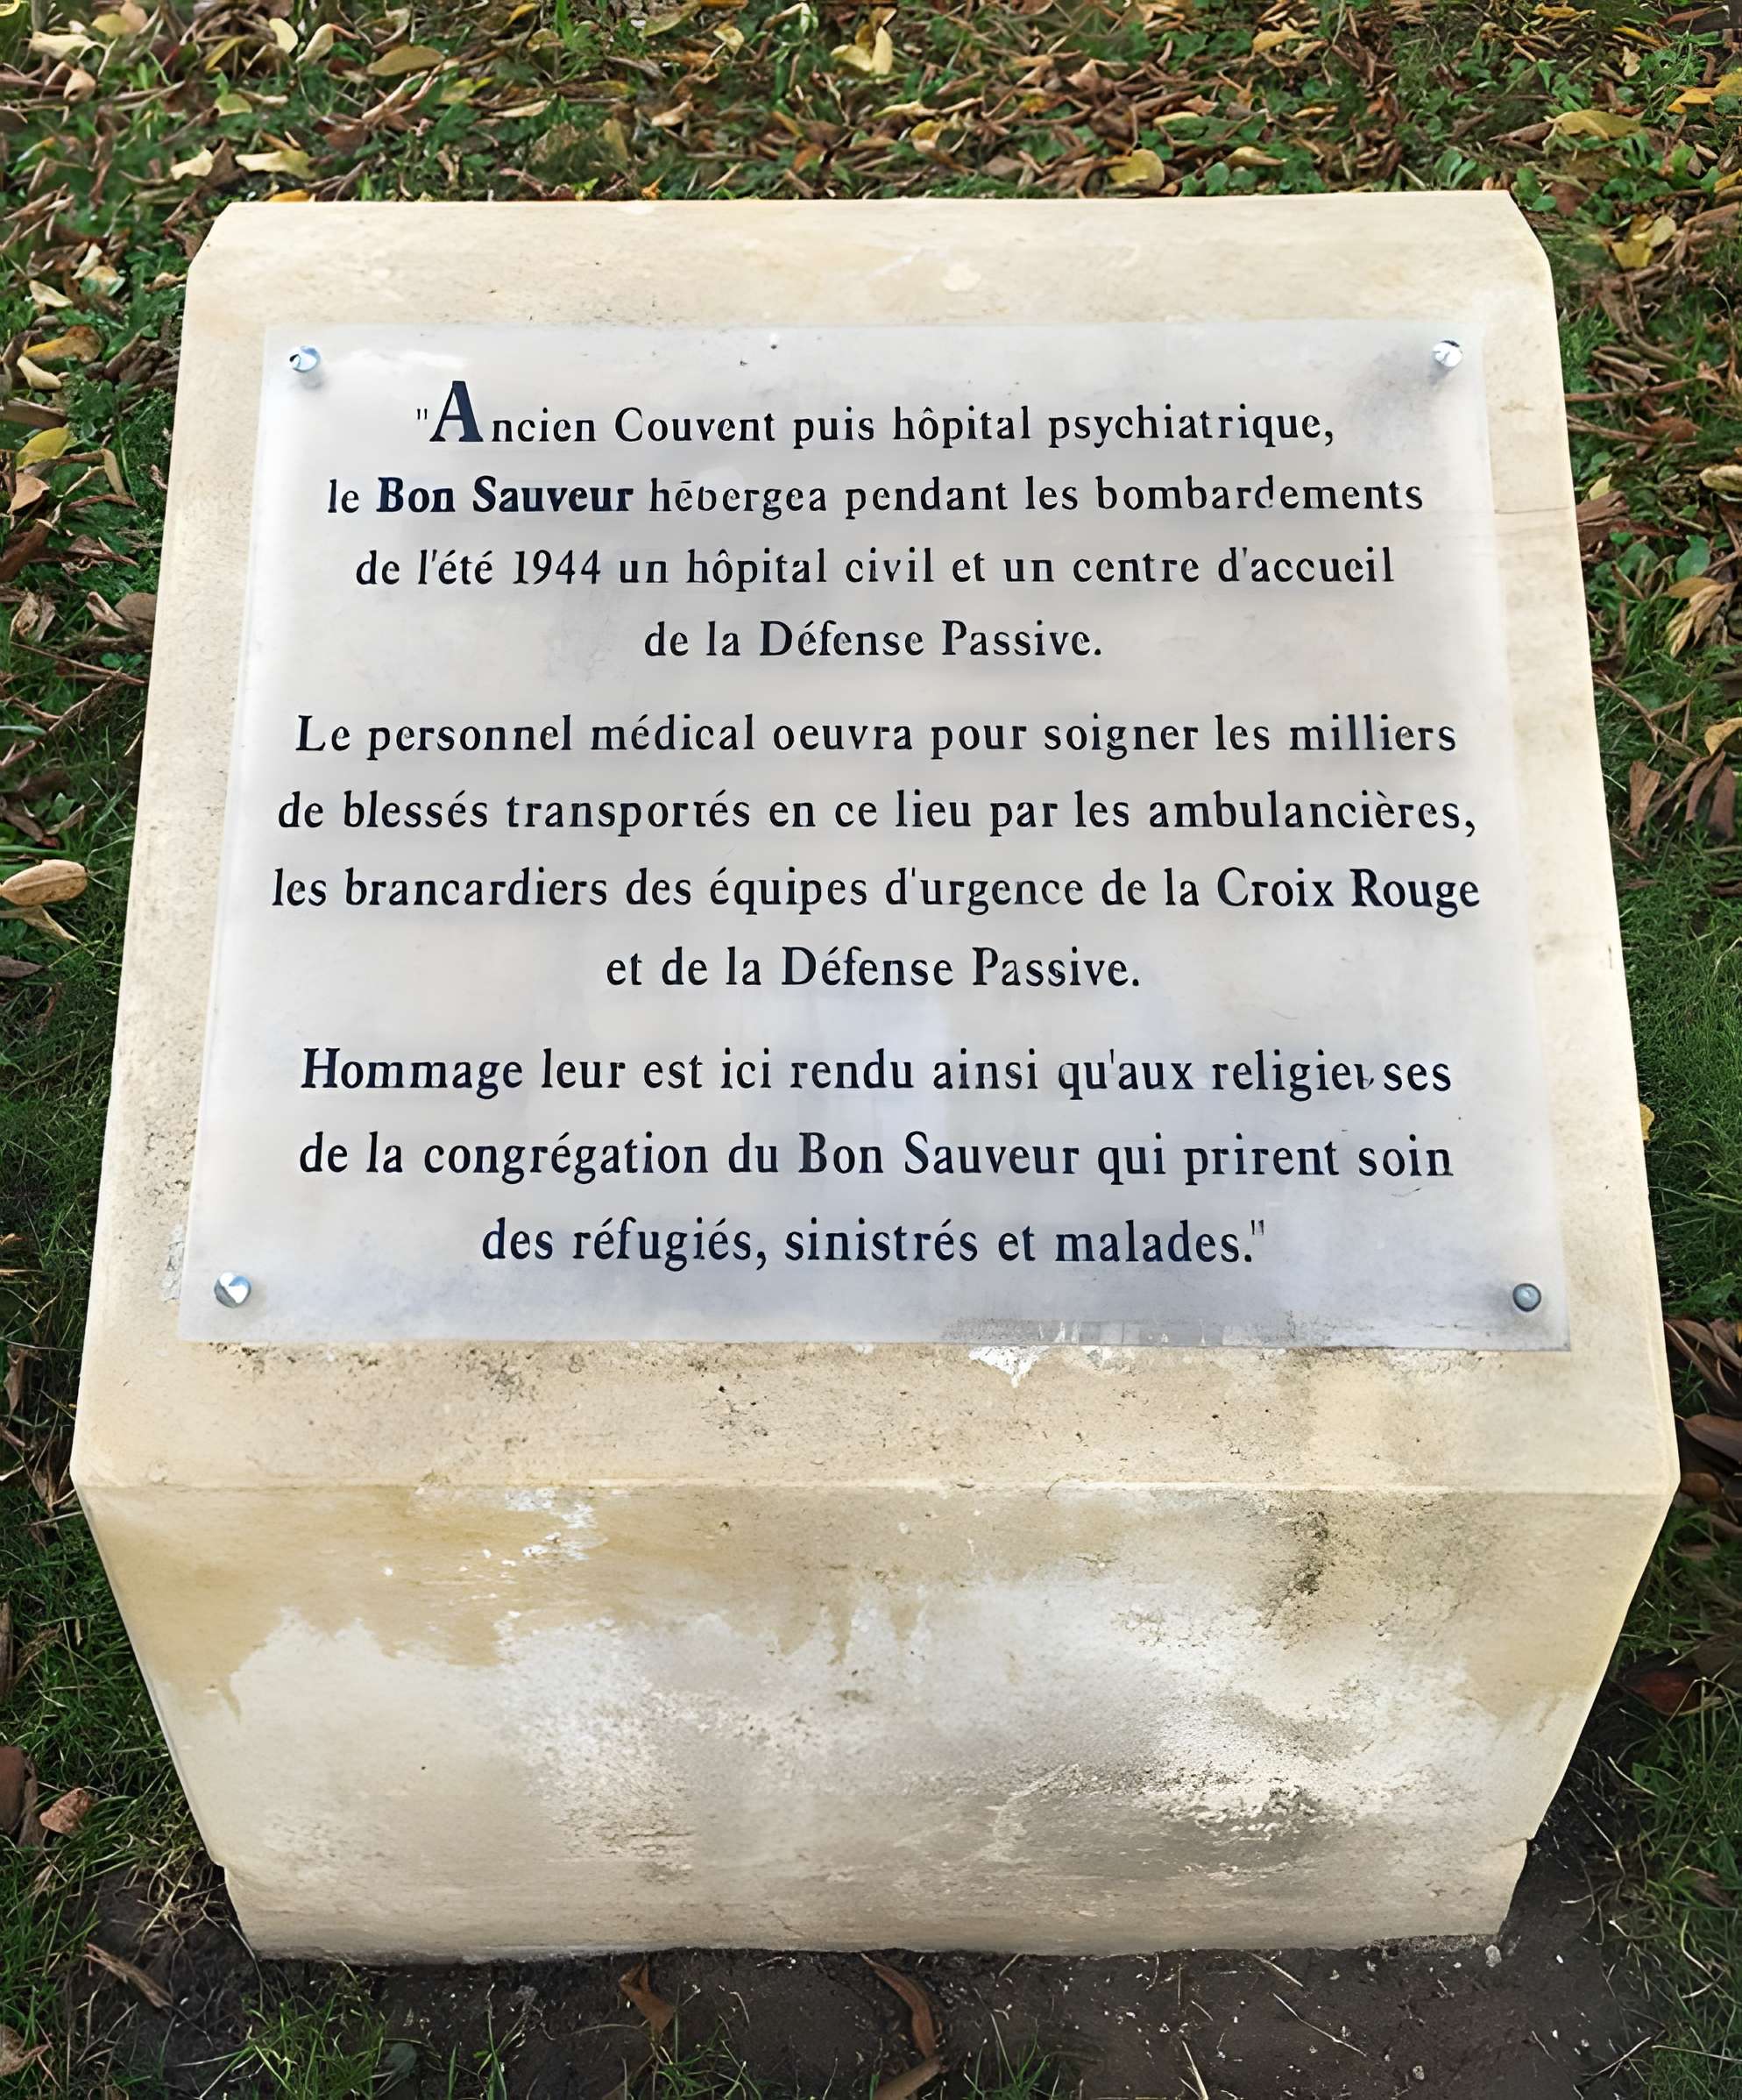 "Ancien Couvent puis hôpital psychiatrique,
le Bon Sauveur hébergea pendant les bombardements
de l'été 1944 un hôpital civil et un centre d'accueil
de la Défense Passive.
Le personnel médical oeuvra pour soigner les milliers
de blessés transportés en ce lieu par les ambulancières,
les brancardiers des équipes d'urgence de la Croix Rouge
et de la Défense Passive.
Hommage leur est ici rendu ainsi qu'aux religieuses
de la congrégation du Bon Sauveur qui prirent soin
des réfugiés, sinistrés et malades."